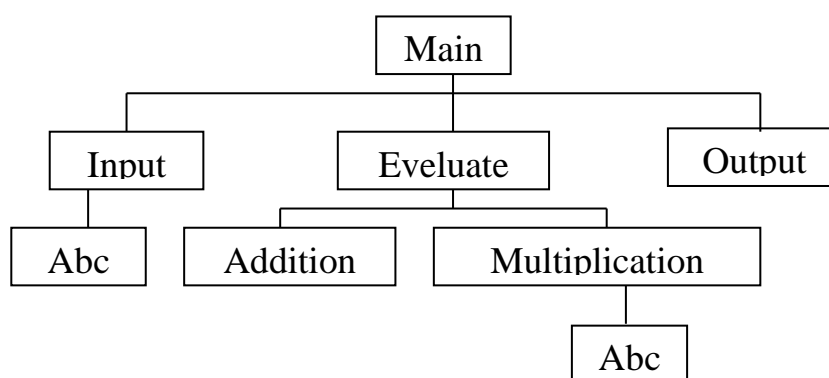 Main
Input
Eveluate
Output
Abc
Addition
Multiplication
Abc